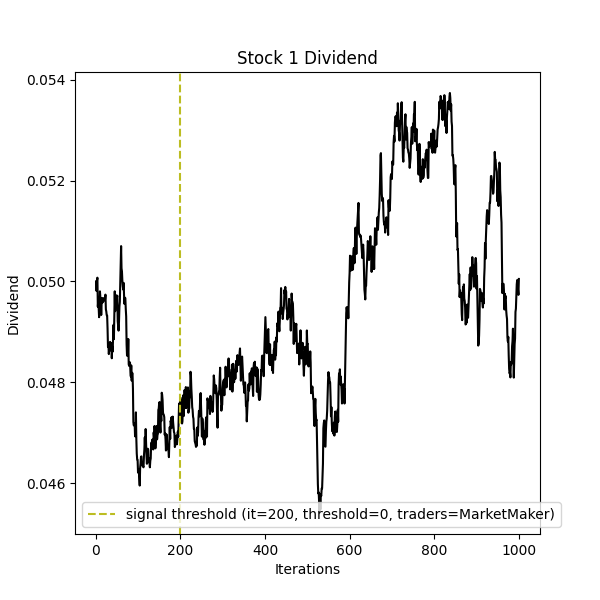 Stock 1 Dividend
0.054
0.052
0.050
0.048
0.046
Dividend
signal threshold (it=200, threshold=0, traders=MarketMaker)
0 200 400 600 800 1000
Iterations